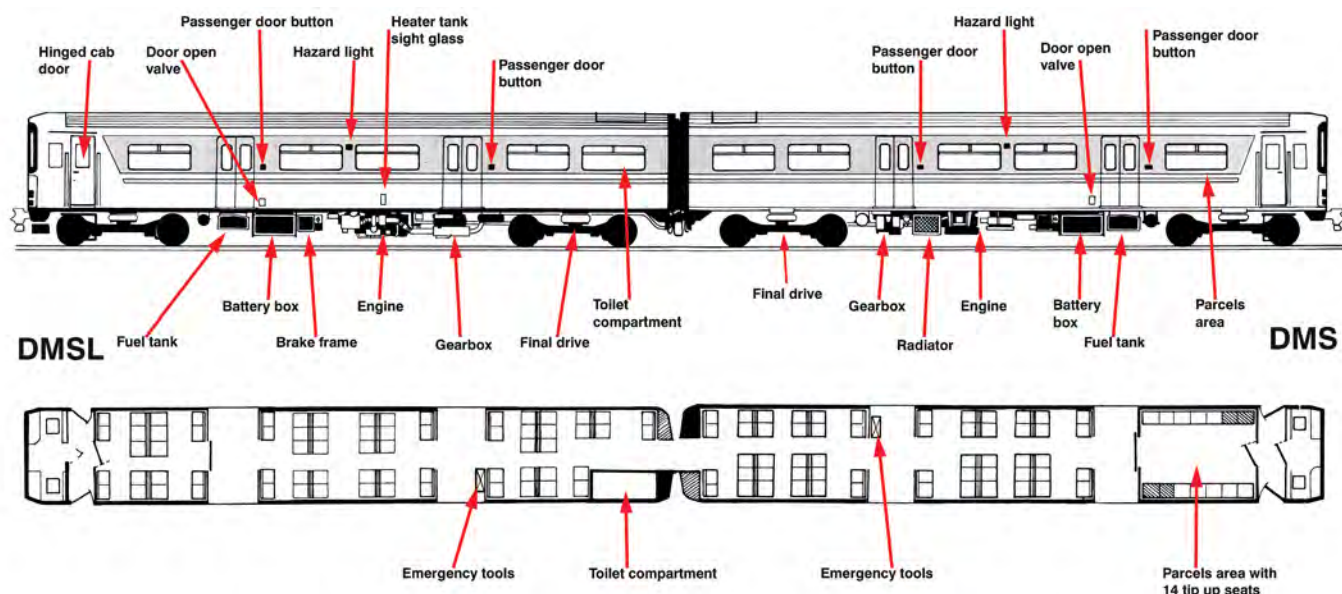 Passenger door button
Heater tank
sight glass
Hinged cab
door
Door open
valve
Hazard light
Passenger door
button
Hazard light
Passenger door
button
Door open
valve
Passenger door
button
Fuel tank
Battery box
Brake frame
Engine
Gearbox
Final drive
Toilet
compartment
Final drive
Gearbox
Radiator
Engine
Battery
box
Fuel tank
Parcels
area
DMSL
DMS
Emergency tools
Toilet compartment
Emergency tools
Parcels area with
14 tip up seats